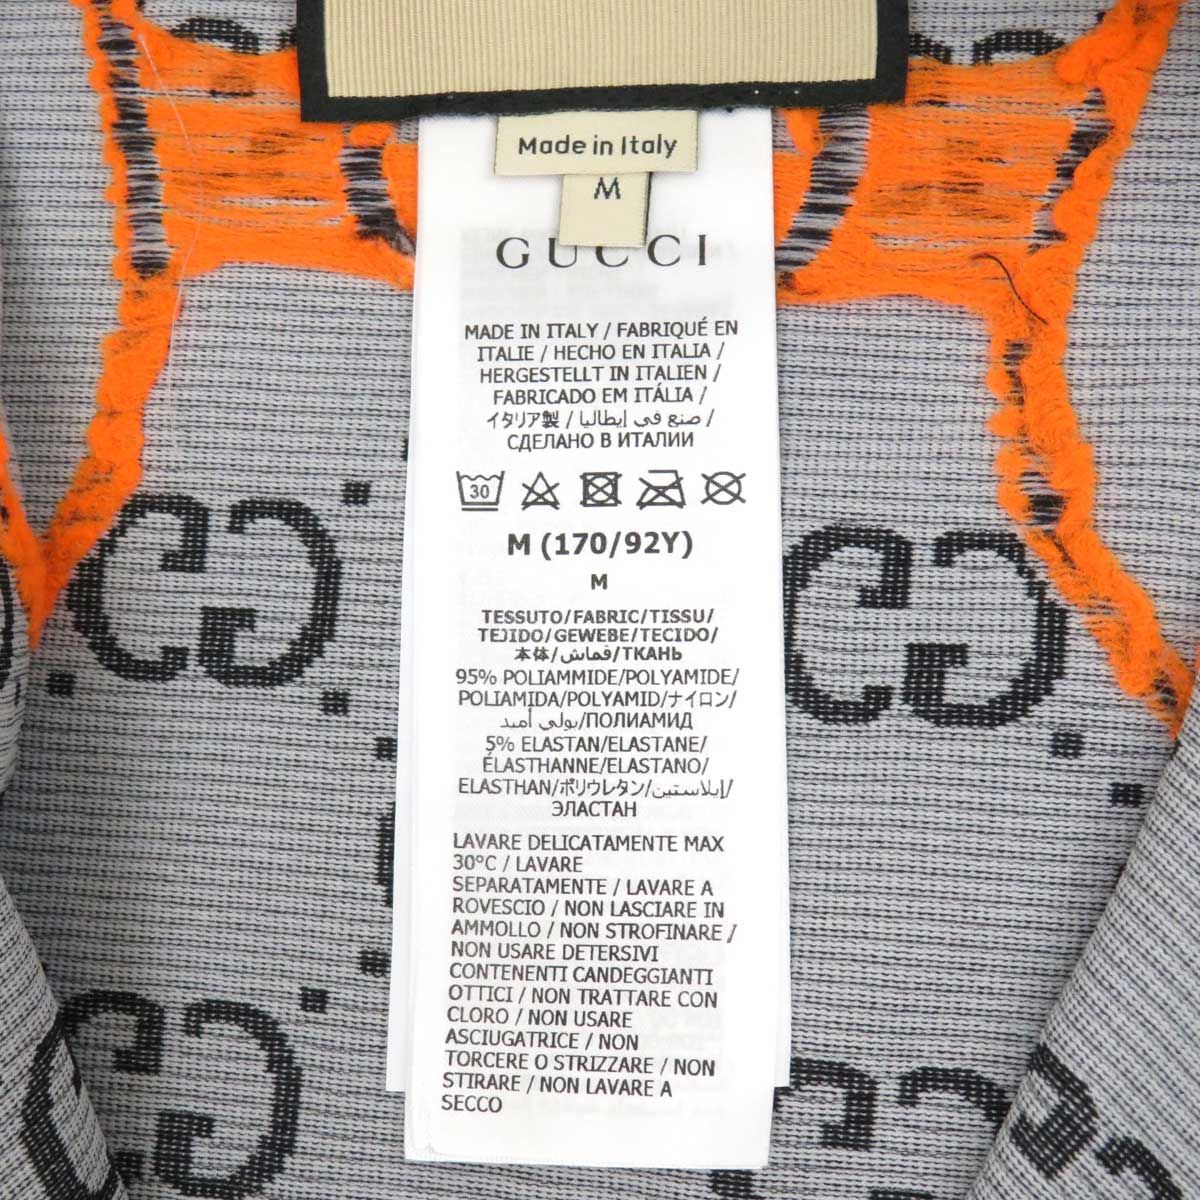 Made in Italy
M
GUCCI
MADE IN ITALY / FABRIQUÉ EN
ITALIE / HECHO EN ITALIA /
HERGESTELLT IN ITALIEN /
FABRICADO EM ITÁLIA /
イタリア製 / صنع في إيطاليا /
СДЕЛАНО В ИТАЛИИ
30
M (170/92Y)
M
TESSUTO/FABRIC/TISSU/
TEJIDO/GEWEBE/TECIDO/
本体/قماش/ТКАНЬ
95% POLIAMMIDE/POLYAMIDE/
POLIAMIDA/POLYAMID/ナイロン/
بولي أميد/ПОЛИАМИД
5% ELASTAN/ELASTANE/
ÉLASTHANNE/ELASTANO/
ELASTHAN/ポリウレタン/إيلاستين/
ЭЛАСТАН
LAVARE DELICATAMENTE MAX
30°C / LAVARE
SEPARATAMENTE / LAVARE A
ROVESCIO / NON LASCIARE IN
AMMOLLO / NON STROFINARE /
NON USARE DETERSIVI
CONTENENTI CANDEGGIANTI
OTTICI / NON TRATTARE CON
CLORO / NON USARE
ASCIUGATRICE / NON
TORCERE O STRIZZARE / NON
STIRARE / NON LAVARE A
SECCO